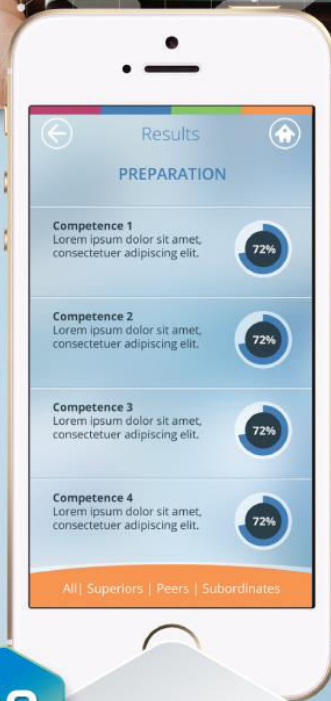 Results
PREPARATION
Competence 1
Lorem ipsum dolor sit amet,
consectetuer adipiscing elit.
72%
Competence 2
Lorem ipsum dolor sit amet,
consectetuer adipiscing elit.
72%
Competence 3
Lorem ipsum dolor sit amet,
consectetuer adipiscing elit.
72%
Competence 4
Lorem ipsum dolor sit amet,
consectetuer adipiscing elit.
72%
All| Superiors | Peers | Subordinates